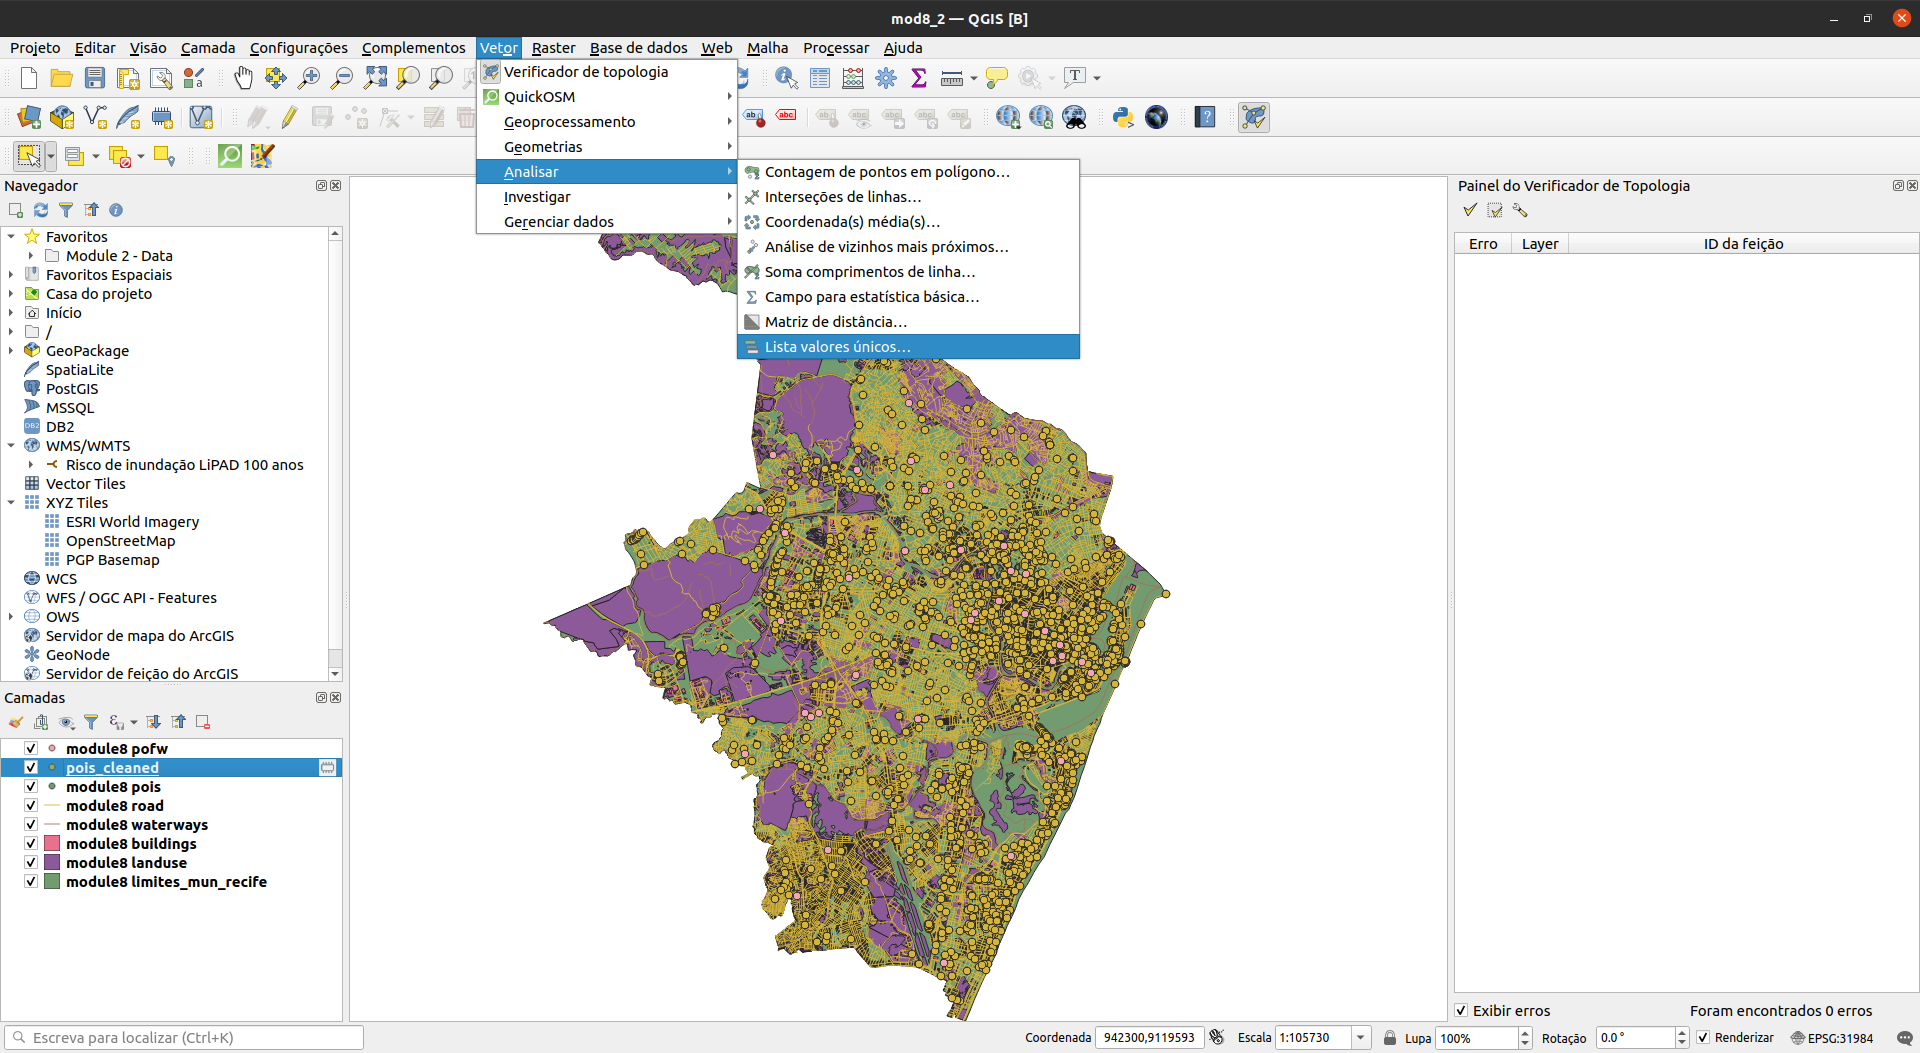 mod8_2 — QGIS [B]
Projeto Editar Visão Camada Configurações Complementos Vetor Raster Base de dados Web Malha Processar Ajuda
Verificador de topologia
QuickOSM
Geoprocessamento
Geometrias
Analisar
Investigar
Gerenciar dados
Contagem de pontos em polígono…
Interseções de linhas…
Coordenada(s) média(s)…
Análise de vizinhos mais próximos…
Soma comprimentos de linha…
Campo para estatística básica…
Matriz de distância…
Lista valores únicos…
Navegador
Favoritos
Module 2 - Data
Favoritos Espaciais
Casa do projeto
Início
/
GeoPackage
SpatiaLite
PostGIS
MSSQL
DB2
WMS/WMTS
Risco de inundação LiPAD 100 anos
Vector Tiles
XYZ Tiles
ESRI World Imagery
OpenStreetMap
PGP Basemap
WCS
WFS / OGC API - Features
OWS
Servidor de mapa do ArcGIS
GeoNode
Servidor de feição do ArcGIS
Camadas
module8 pofw
pois_cleaned
module8 pois
module8 road
module8 waterways
module8 buildings
module8 landuse
module8 limites_mun_recife
Painel do Verificador de Topologia
Erro Layer ID da feição
Exibir erros Foram encontrados 0 erros
Escreva para localizar (Ctrl+K)
Coordenada 942300,9119593 Escala 1:105730 Lupa 100% Rotação 0.0 ° Renderizar EPSG:31984